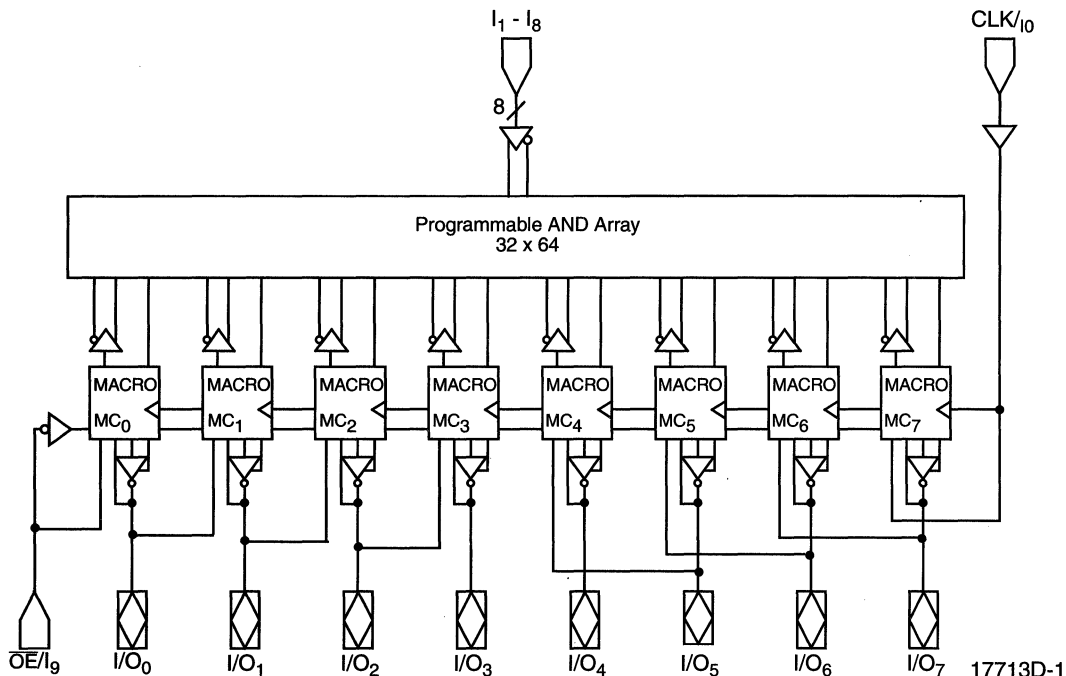 I₁ - I₈
CLK/I0
8
Programmable AND Array
32 x 64
MACRO MACRO MACRO MACRO MACRO MACRO MACRO MACRO
MC₀ MC₁ MC₂ MC₃ MC₄ MC₅ MC₆ MC₇
O̅E̅/I₉ I/O₀ I/O₁ I/O₂ I/O₃ I/O₄ I/O₅ I/O₆ I/O₇ 17713D-1